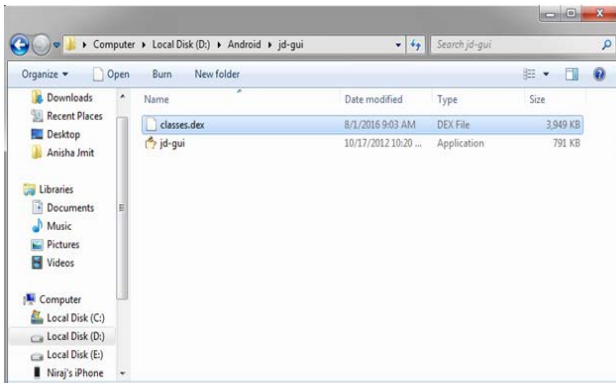 Computer ▸ Local Disk (D:) ▸ Android ▸ jd-gui
Search jd-gui
Organize Open Burn New folder
Downloads
Recent Places
Desktop
Anisha Jmit
Libraries
Documents
Music
Pictures
Videos
Computer
Local Disk (C:)
Local Disk (D:)
Local Disk (E:)
Niraj's iPhone
Name Date modified Type Size
classes.dex 8/1/2016 9:03 AM DEX File 3,949 KB
jd-gui 10/17/2012 10:20 ... Application 791 KB